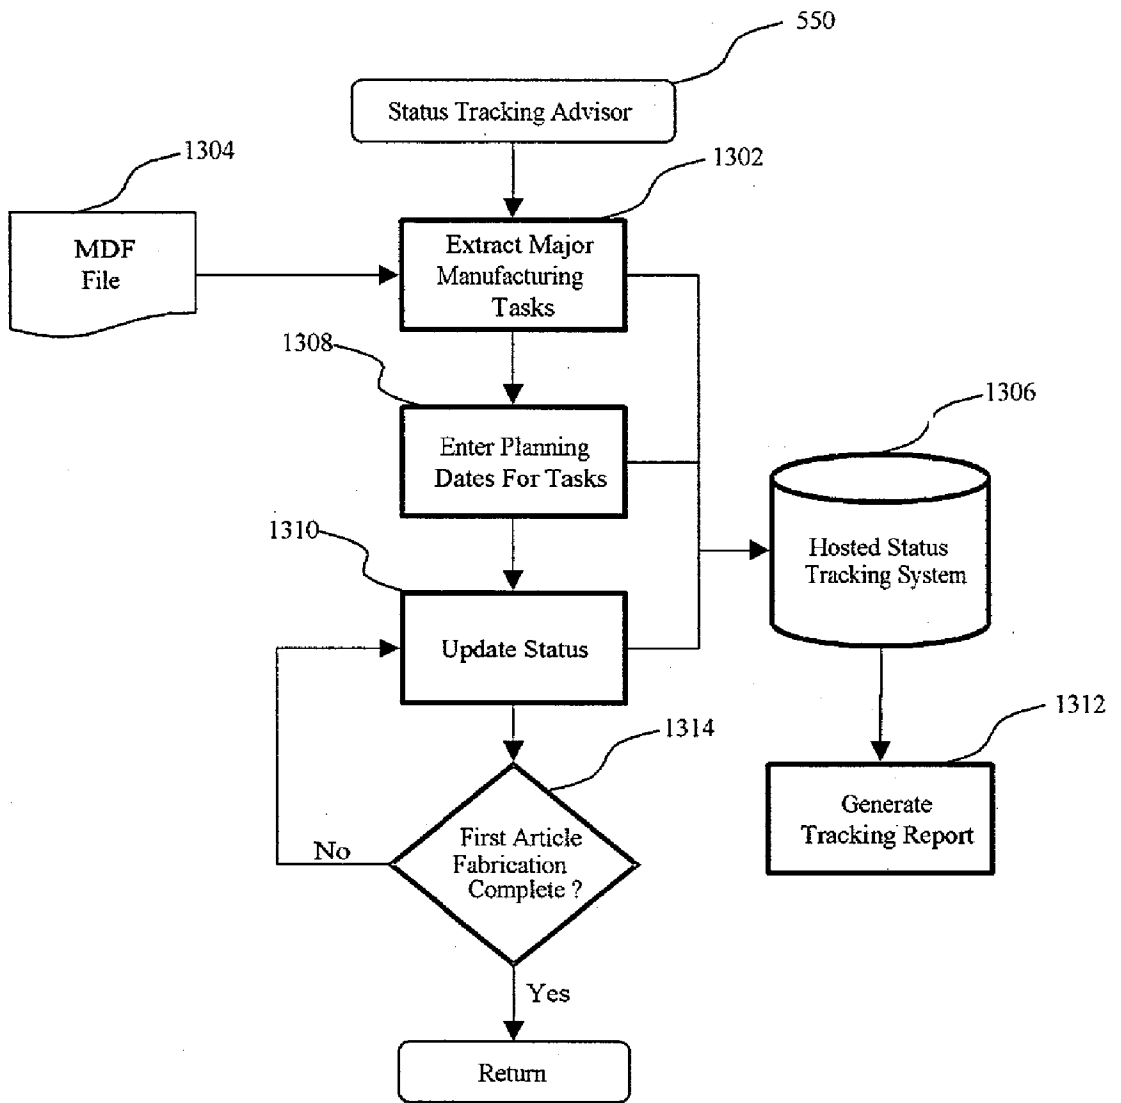 550
Status Tracking Advisor
1304
1302
MDF
File
Extract Major
Manufacturing
Tasks
1308
1306
Enter Planning
Dates For Tasks
1310
Hosted Status
Tracking System
Update Status
1314
1312
First Article
Fabrication
Complete ?
No
Generate
Tracking Report
Yes
Return